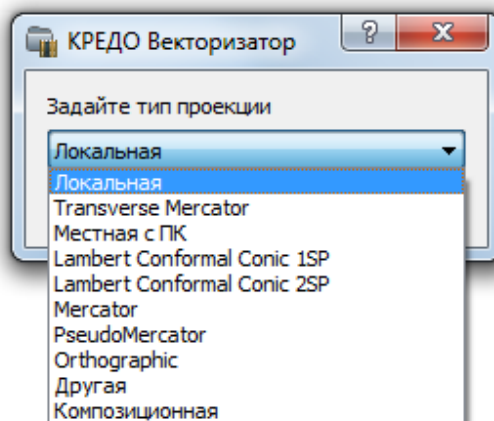 КРЕДО Векторизатор
Задайте тип проекции
Локальная
Локальная
Transverse Mercator
Местная с ПК
Lambert Conformal Conic 1SP
Lambert Conformal Conic 2SP
Mercator
PseudoMercator
Orthographic
Другая
Композиционная